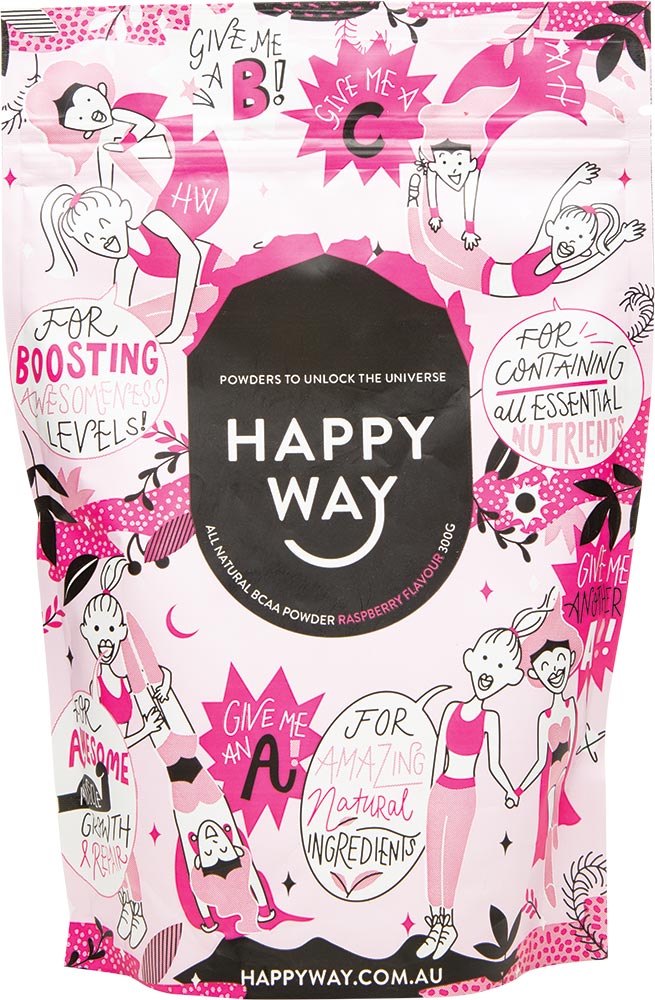 GIVE ME
A B!
GIVE ME A
C
HW
HW
FOR
BOOSTING
AWESOMENESS
LEVELS!
FOR
CONTAINING
all ESSENTIAL
NUTRIENTS
POWDERS TO UNLOCK THE UNIVERSE
HAPPY
WAY
ALL NATURAL BCAA POWDER RASPBERRY FLAVOUR 300G
GIVE ME
ANOTHER
A!!
GIVE ME
AN A!
FOR
AWESOME
MUSCLE
GROWTH
& REPAIR
FOR
AMAZING
Natural
INGREDIENTS
HAPPYWAY.COM.AU